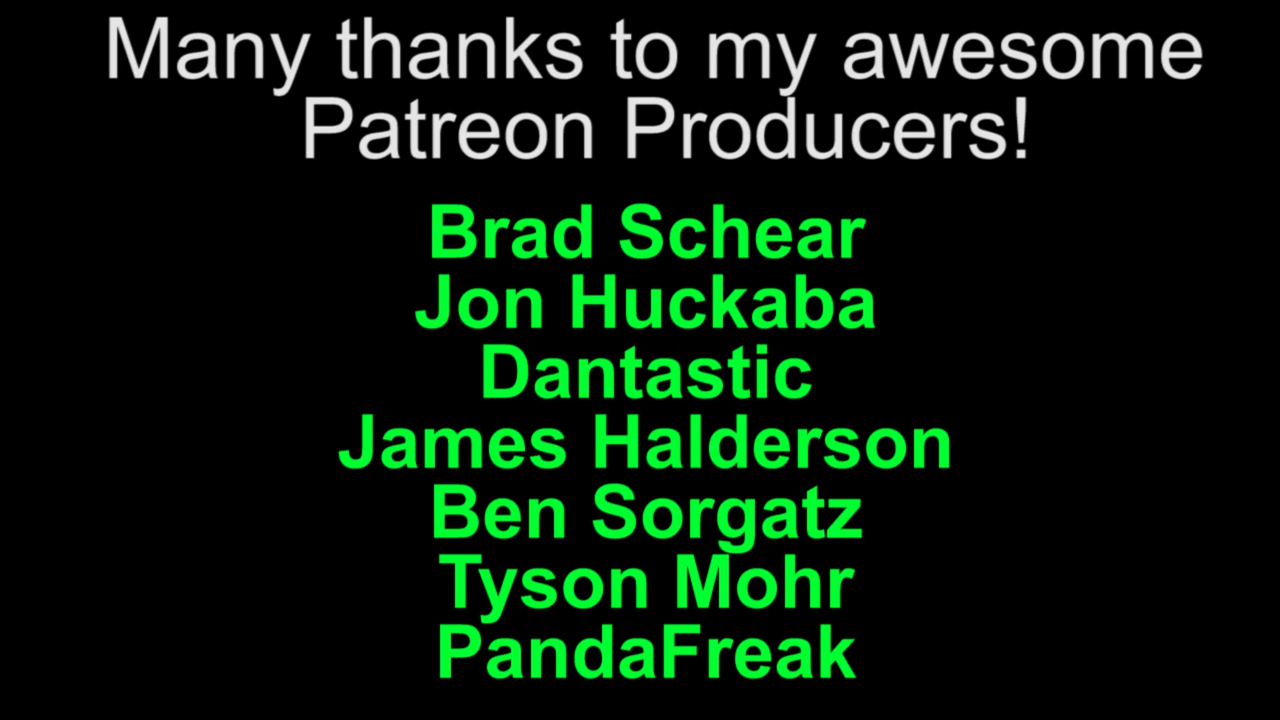 Many thanks to my awesome
Patreon Producers!
Brad Schear
Jon Huckaba
Dantastic
James Halderson
Ben Sorgatz
Tyson Mohr
PandaFreak